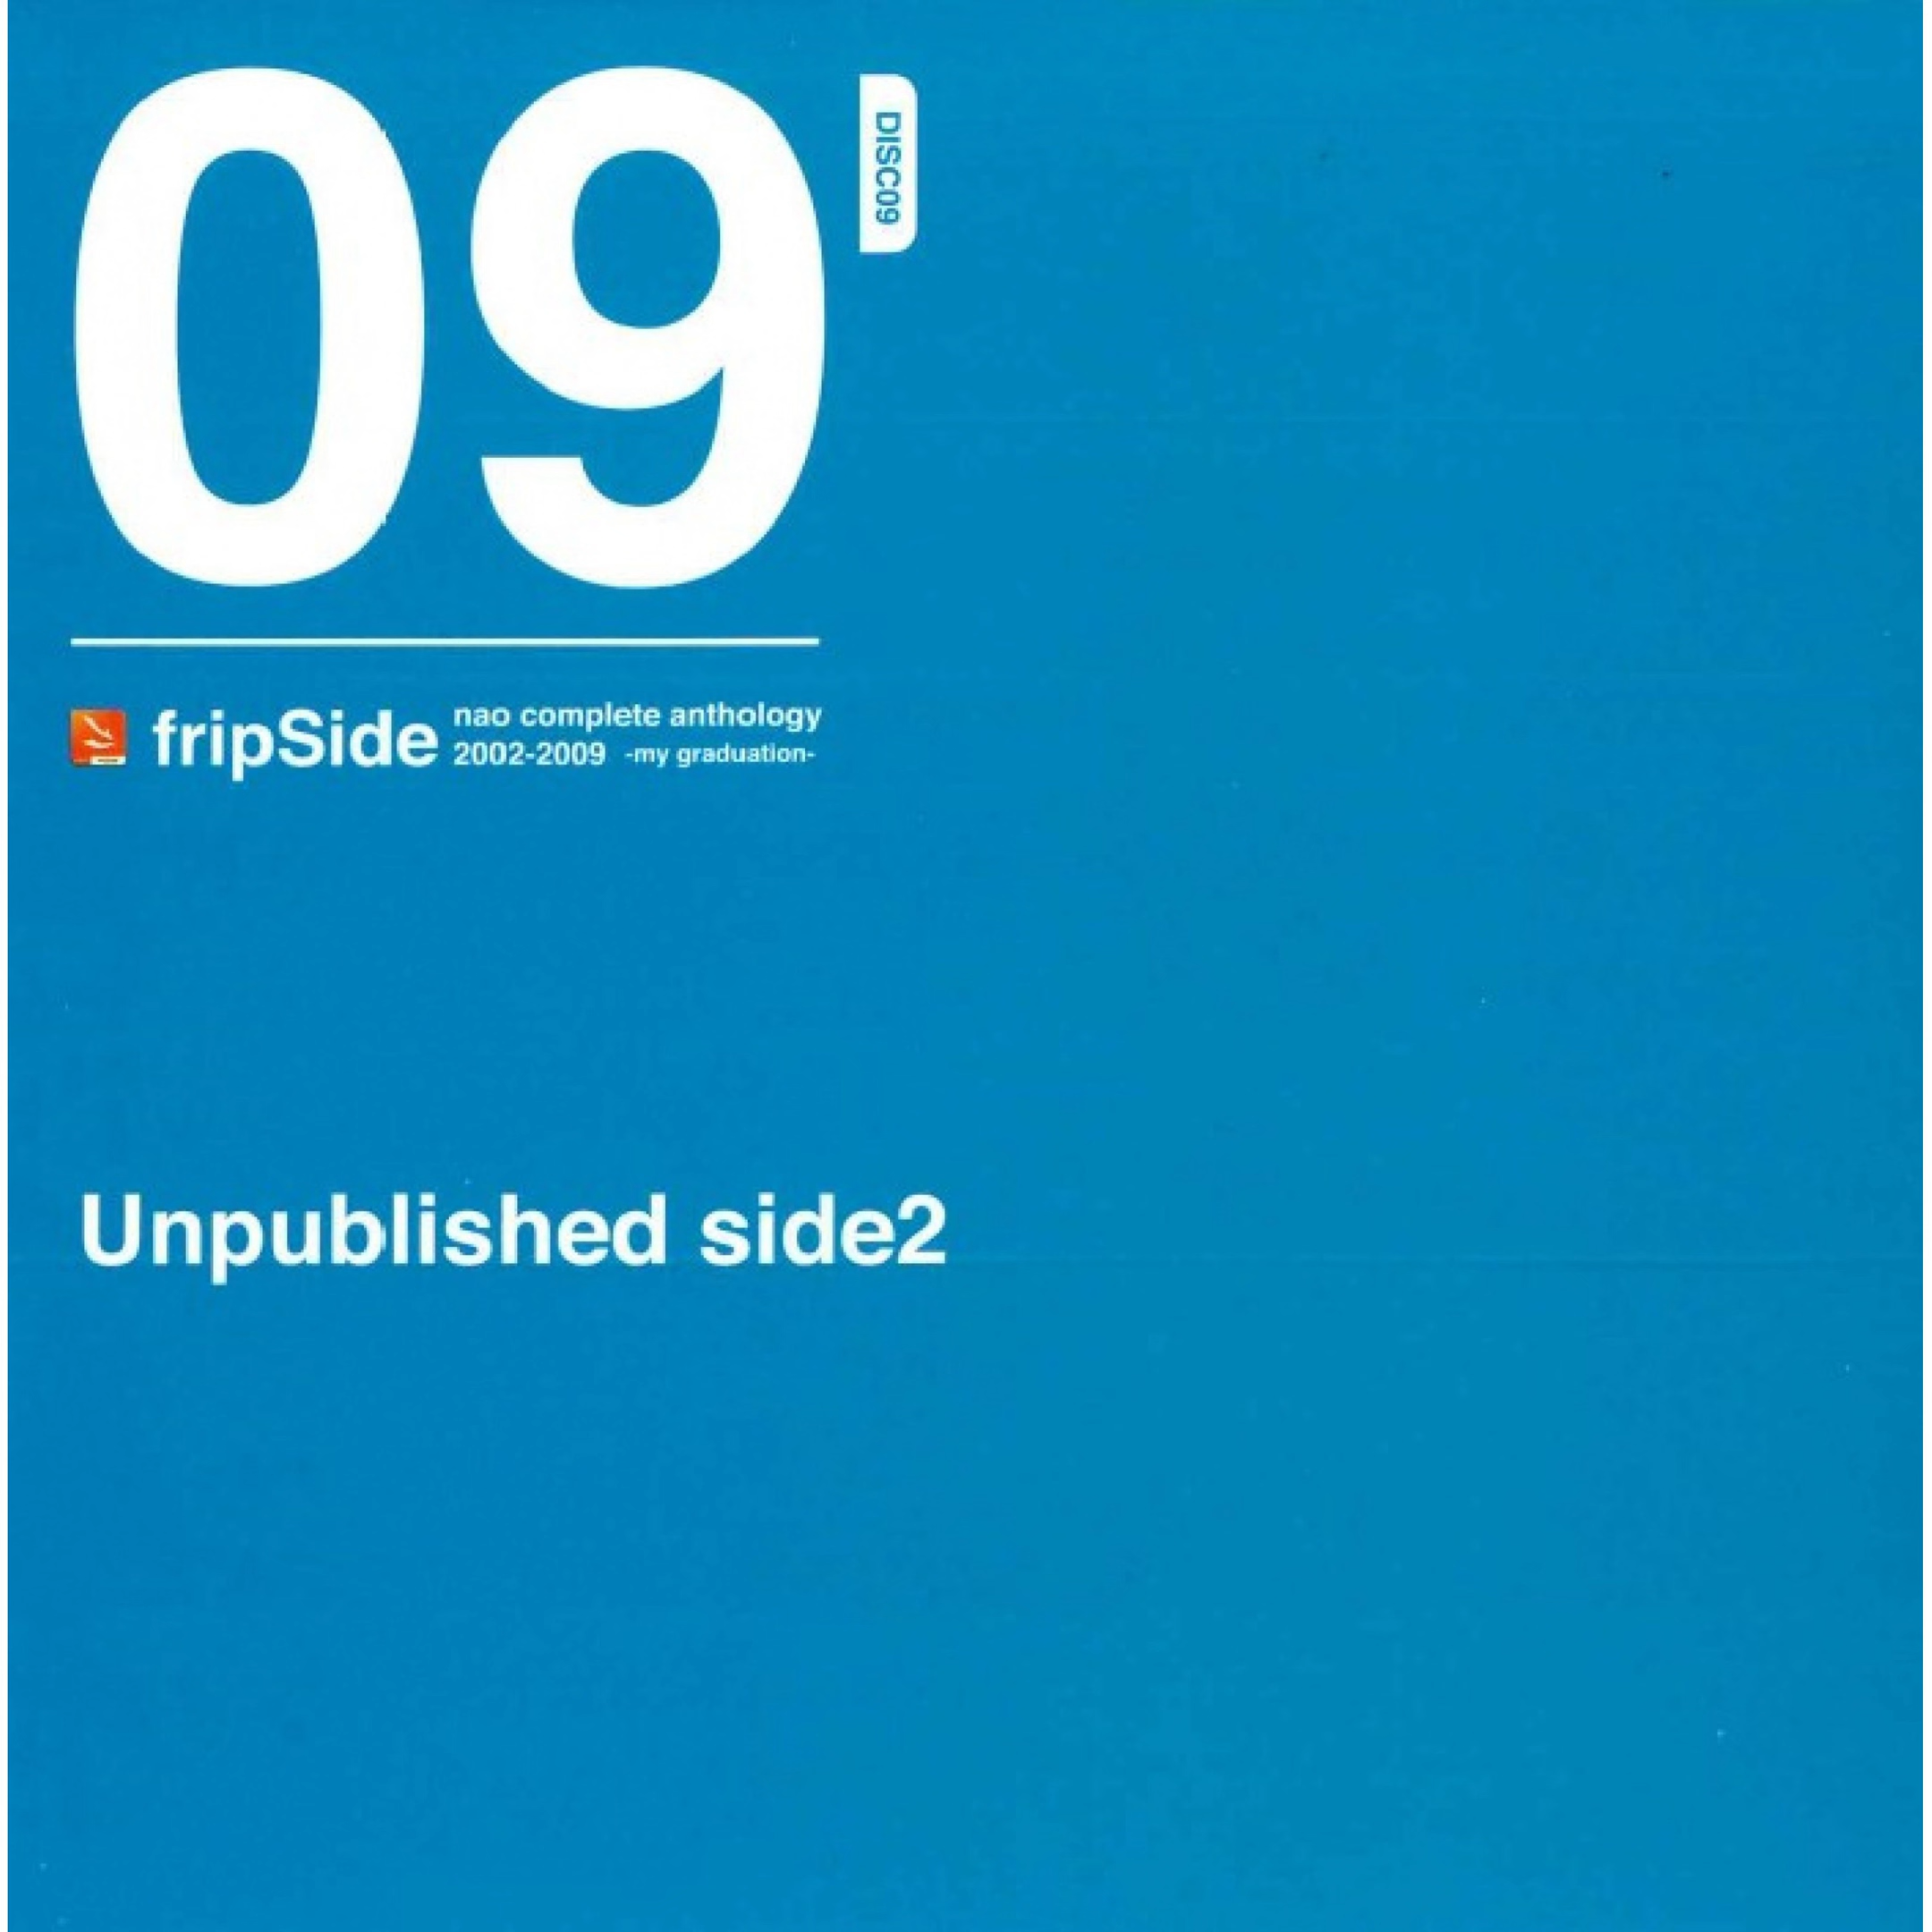 09
DISC09
fripSide
nao complete anthology
2002-2009 -my graduation-
Unpublished side2